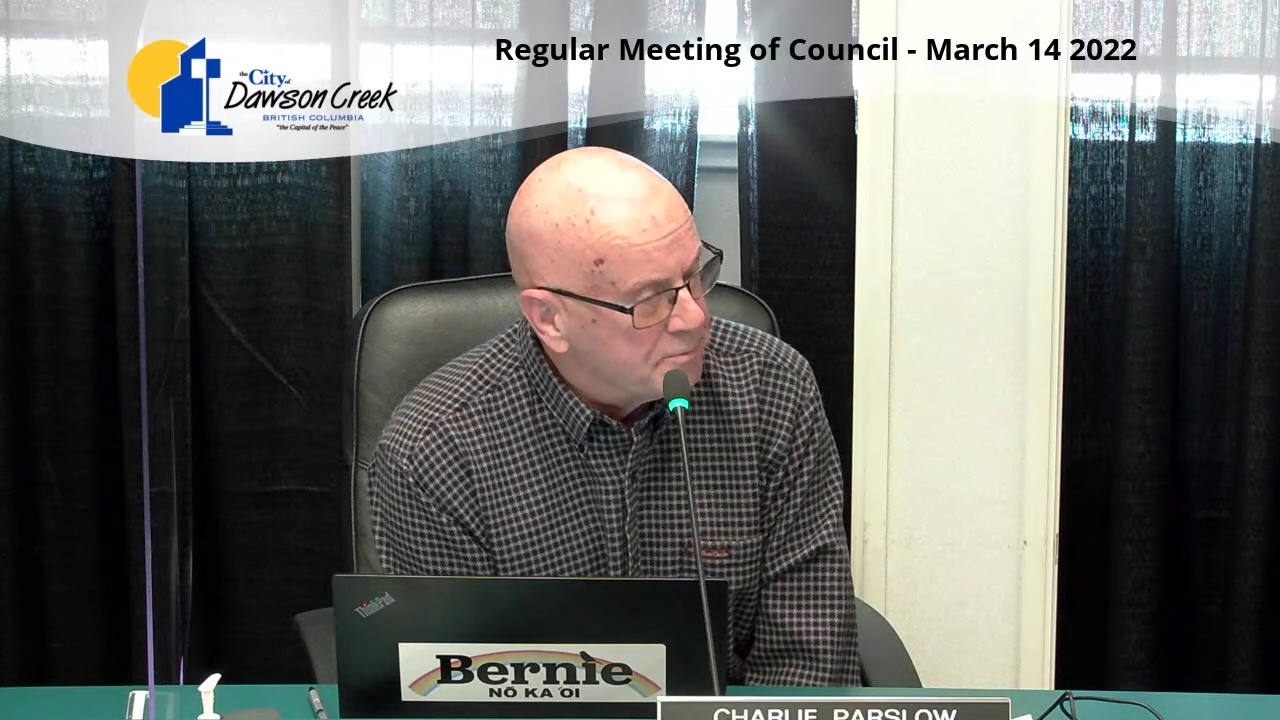 Regular Meeting of Council - March 14 2022
the City of
Dawson Creek
BRITISH COLUMBIA
"the Capital of the Peace"
ThinkPad
Bernie
NŌ KA ʻOI
CHARLIE PARSLOW